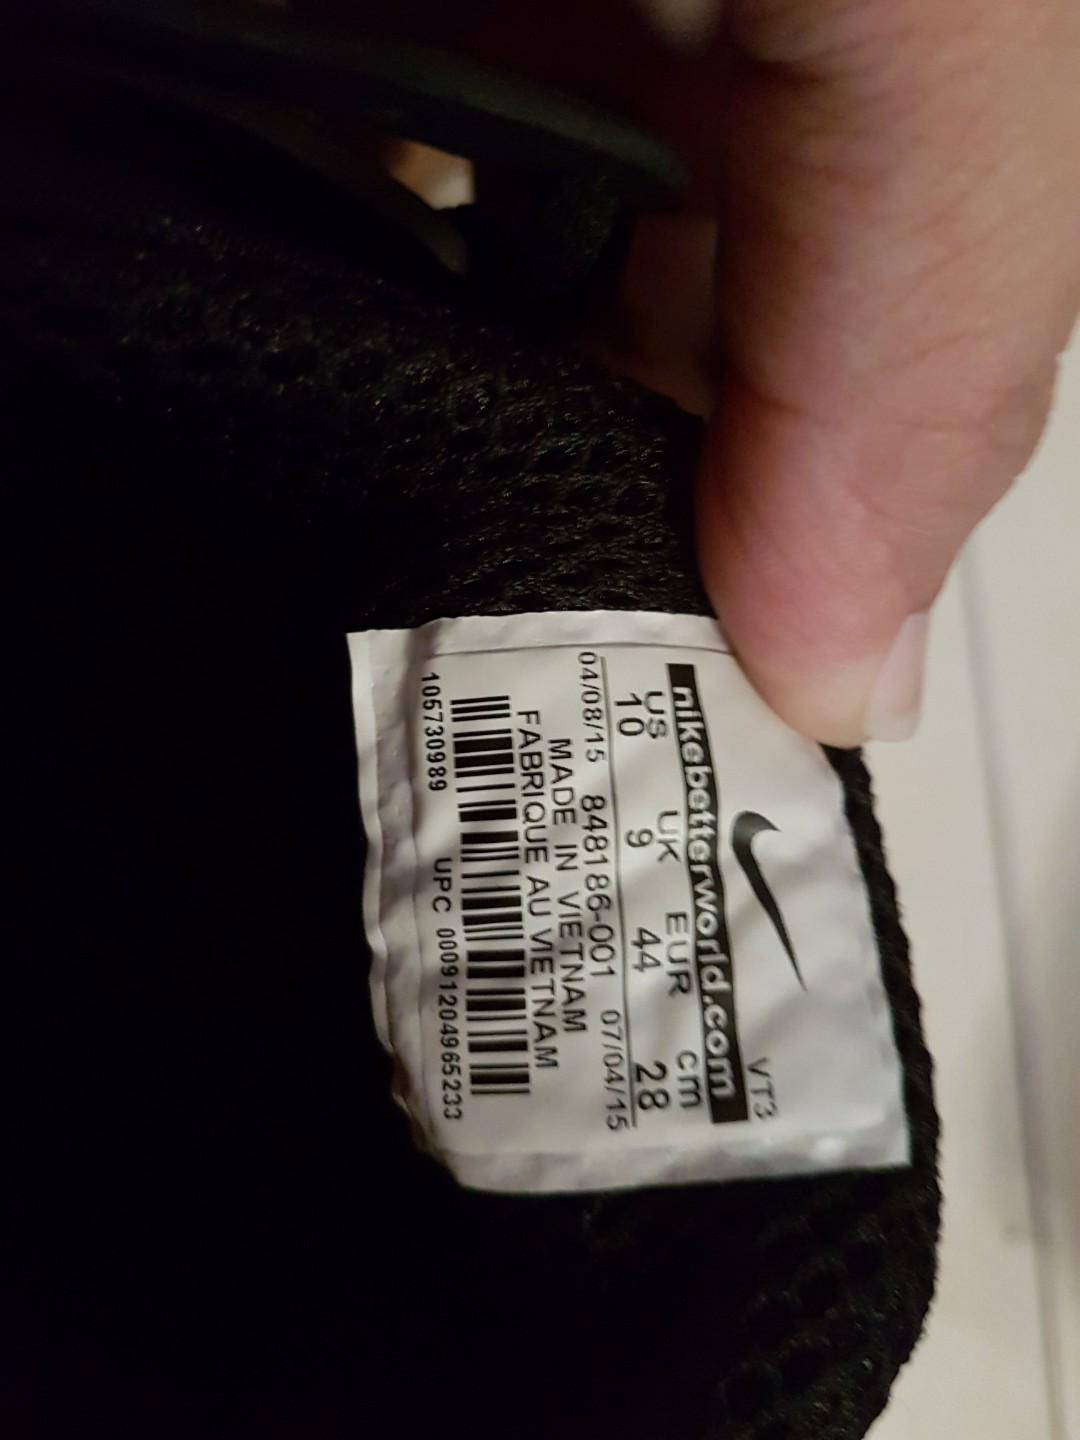 VT3
nikebetterworld.com
US UK EUR cm
10 9 44 28
04/08/15 848186-001 07/04/15
MADE IN VIETNAM
FABRIQUE AU VIETNAM
105730989 UPC 00091204965233